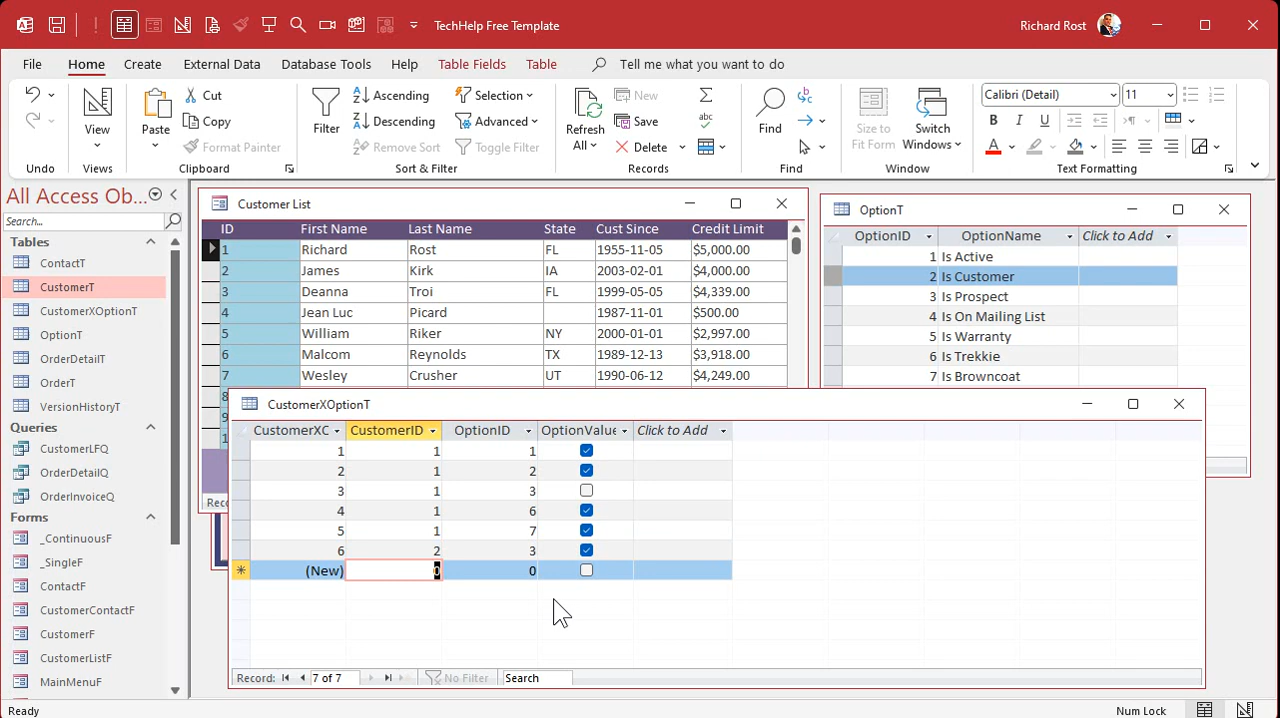 TechHelp Free Template
Richard Rost
File Home Create External Data Database Tools Help Table Fields Table Tell me what you want to do
View
Paste
Cut
Copy
Format Painter
Filter
Ascending
Descending
Remove Sort
Selection
Advanced
Toggle Filter
Refresh
All
New
Save
Delete
Find
Size to
Fit Form
Switch
Windows
Calibri (Detail) 11
B I U
A
Undo Views Clipboard Sort & Filter Records Find Window Text Formatting
All Access Ob...
Search...
Tables
ContactT
CustomerT
CustomerXOptionT
OptionT
OrderDetailT
OrderT
VersionHistoryT
Queries
CustomerLFQ
OrderDetailQ
OrderInvoiceQ
Forms
_ContinuousF
_SingleF
ContactF
CustomerContactF
CustomerF
CustomerListF
MainMenuF
Customer List
ID First Name Last Name State Cust Since Credit Limit
1 Richard Rost FL 1955-11-05 $5,000.00
2 James Kirk IA 2003-02-01 $4,000.00
3 Deanna Troi FL 1999-05-05 $4,339.00
4 Jean Luc Picard 1987-11-01 $500.00
5 William Riker NY 2000-01-01 $2,997.00
6 Malcom Reynolds TX 1989-12-13 $3,918.00
7 Wesley Crusher UT 1990-06-12 $4,249.00
OptionT
OptionID OptionName Click to Add
1 Is Active
2 Is Customer
3 Is Prospect
4 Is On Mailing List
5 Is Warranty
6 Is Trekkie
7 Is Browncoat
CustomerXOptionT
CustomerXC CustomerID OptionID OptionValue Click to Add
1 1 1
2 1 2
3 1 3
4 1 6
5 1 7
6 2 3
(New) 0 0
Record: 7 of 7 No Filter Search
Ready
Num Lock